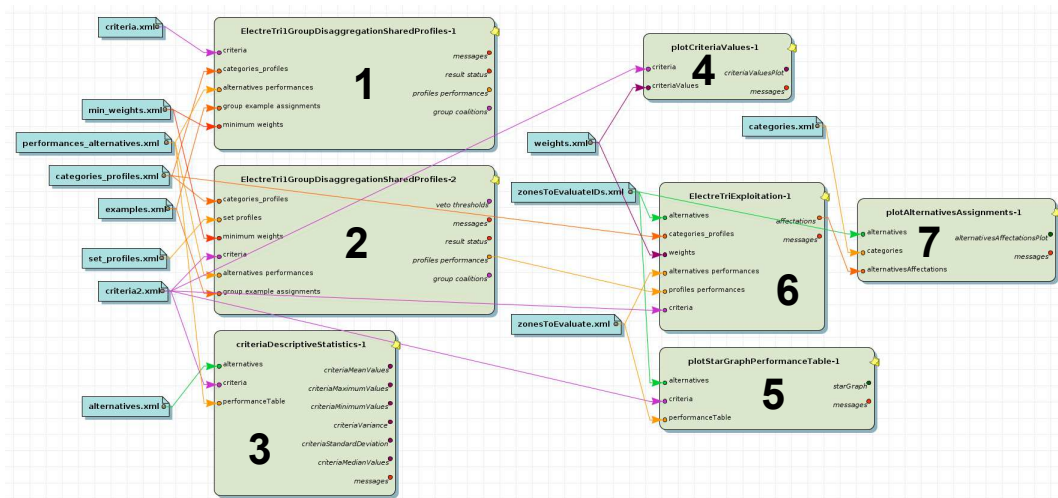 criteria.xml
min_weights.xml
performances_alternatives.xml
categories_profiles.xml
examples.xml
set_profiles.xml
criteria2.xml
alternatives.xml
ElectreTri1GroupDisaggregationSharedProfiles-1
criteria
categories_profiles
alternatives performances
group example assignments
minimum weights
1
messages
result status
profiles performances
group coalitions
ElectreTri1GroupDisaggregationSharedProfiles-2
categories_profiles
set profiles
minimum weights
criteria
alternatives performances
group example assignments
2
veto thresholds
messages
result status
profiles performances
group coalitions
criteriaDescriptiveStatistics-1
alternatives
criteria
performanceTable
3
criteriaMeanValues
criteriaMaximumValues
criteriaMinimumValues
criteriaVariance
criteriaStandardDeviation
criteriaMedianValues
messages
plotCriteriaValues-1
criteria
criteriaValues
4
criteriaValuesPlot
messages
weights.xml
categories.xml
zonesToEvaluateIDs.xml
zonesToEvaluate.xml
ElectreTriExploitation-1
alternatives
categories_profiles
weights
alternatives performances
profiles performances
criteria
6
affectations
messages
plotAlternativesAssignments-1
alternatives
categories
alternativesAffectations
7
alternativesAffectationsPlot
messages
plotStarGraphPerformanceTable-1
alternatives
criteria
performanceTable
5
starGraph
messages